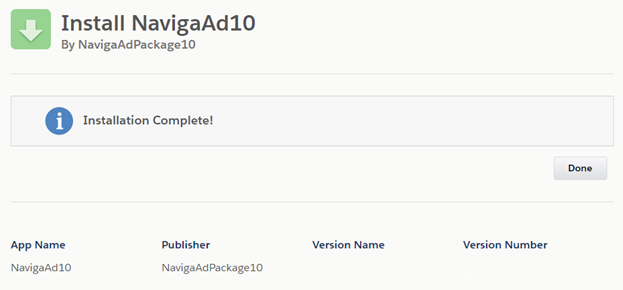 Install NavigaAd10
By NavigaAdPackage10
Installation Complete!
Done
App Name Publisher Version Name Version Number
NavigaAd10 NavigaAdPackage10